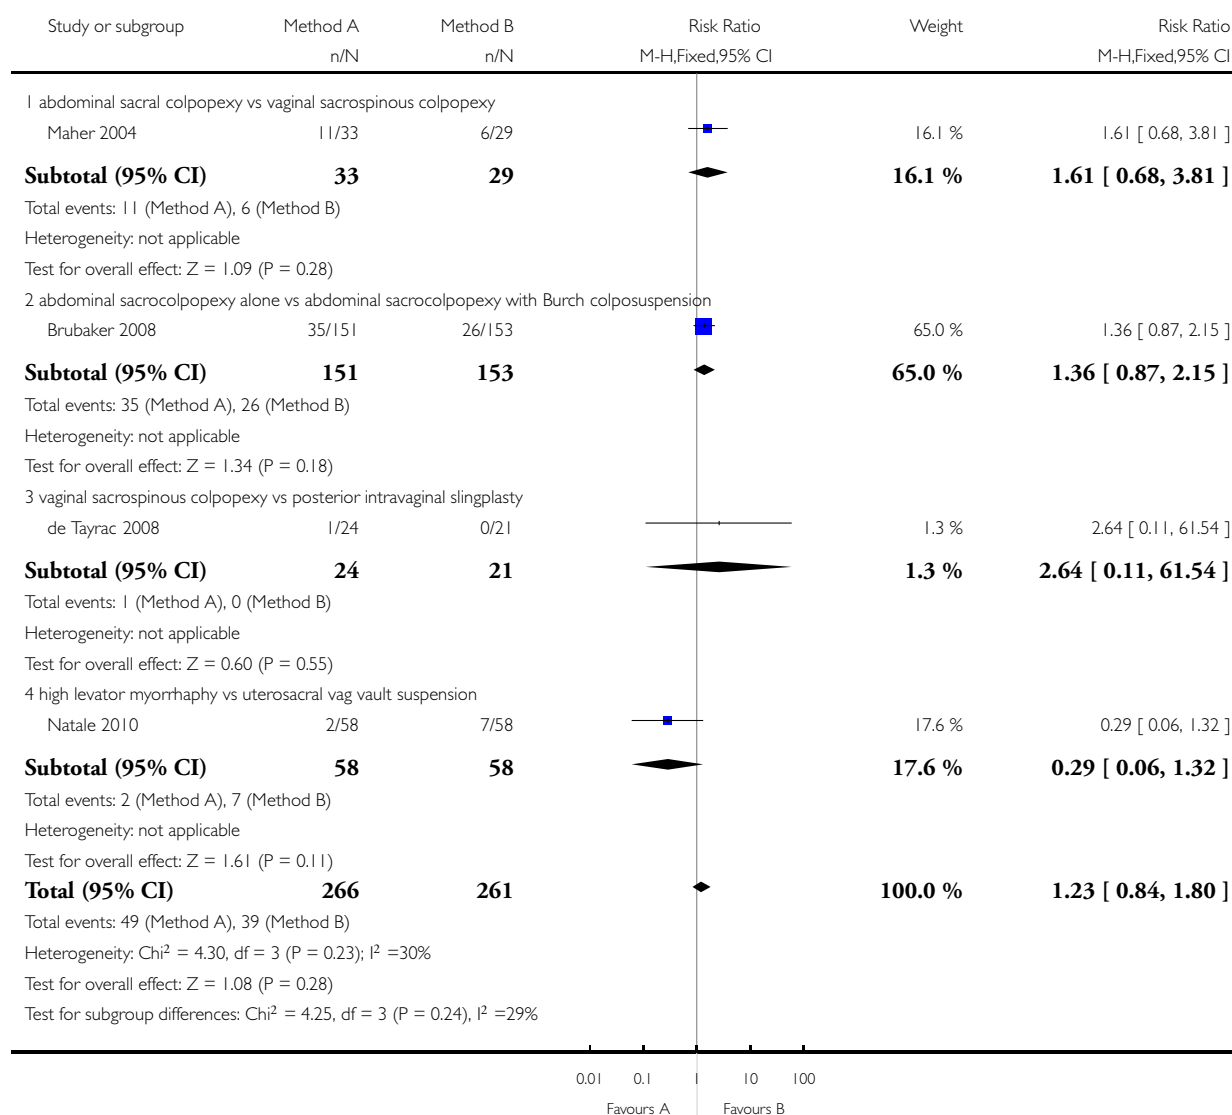 Study or subgroup Method A Method B Risk Ratio Weight Risk Ratio
n/N n/N M-H,Fixed,95% CI M-H,Fixed,95% CI
1 abdominal sacral colpopexy vs vaginal sacrospinous colpopexy
Maher 2004 11/33 6/29 16.1 % 1.61 [ 0.68, 3.81 ]
Subtotal (95% CI) 33 29 16.1 % 1.61 [ 0.68, 3.81 ]
Total events: 11 (Method A), 6 (Method B)
Heterogeneity: not applicable
Test for overall effect: Z = 1.09 (P = 0.28)
2 abdominal sacrocolpopexy alone vs abdominal sacrocolpopexy with Burch colposuspension
Brubaker 2008 35/151 26/153 65.0 % 1.36 [ 0.87, 2.15 ]
Subtotal (95% CI) 151 153 65.0 % 1.36 [ 0.87, 2.15 ]
Total events: 35 (Method A), 26 (Method B)
Heterogeneity: not applicable
Test for overall effect: Z = 1.34 (P = 0.18)
3 vaginal sacrospinous colpopexy vs posterior intravaginal slingplasty
de Tayrac 2008 1/24 0/21 1.3 % 2.64 [ 0.11, 61.54 ]
Subtotal (95% CI) 24 21 1.3 % 2.64 [ 0.11, 61.54 ]
Total events: 1 (Method A), 0 (Method B)
Heterogeneity: not applicable
Test for overall effect: Z = 0.60 (P = 0.55)
4 high levator myorrhaphy vs uterosacral vag vault suspension
Natale 2010 2/58 7/58 17.6 % 0.29 [ 0.06, 1.32 ]
Subtotal (95% CI) 58 58 17.6 % 0.29 [ 0.06, 1.32 ]
Total events: 2 (Method A), 7 (Method B)
Heterogeneity: not applicable
Test for overall effect: Z = 1.61 (P = 0.11)
Total (95% CI) 266 261 100.0 % 1.23 [ 0.84, 1.80 ]
Total events: 49 (Method A), 39 (Method B)
Heterogeneity: Chi² = 4.30, df = 3 (P = 0.23); I² =30%
Test for overall effect: Z = 1.08 (P = 0.28)
Test for subgroup differences: Chi² = 4.25, df = 3 (P = 0.24), I² =29%
0.01 0.1 1 10 100
Favours A Favours B